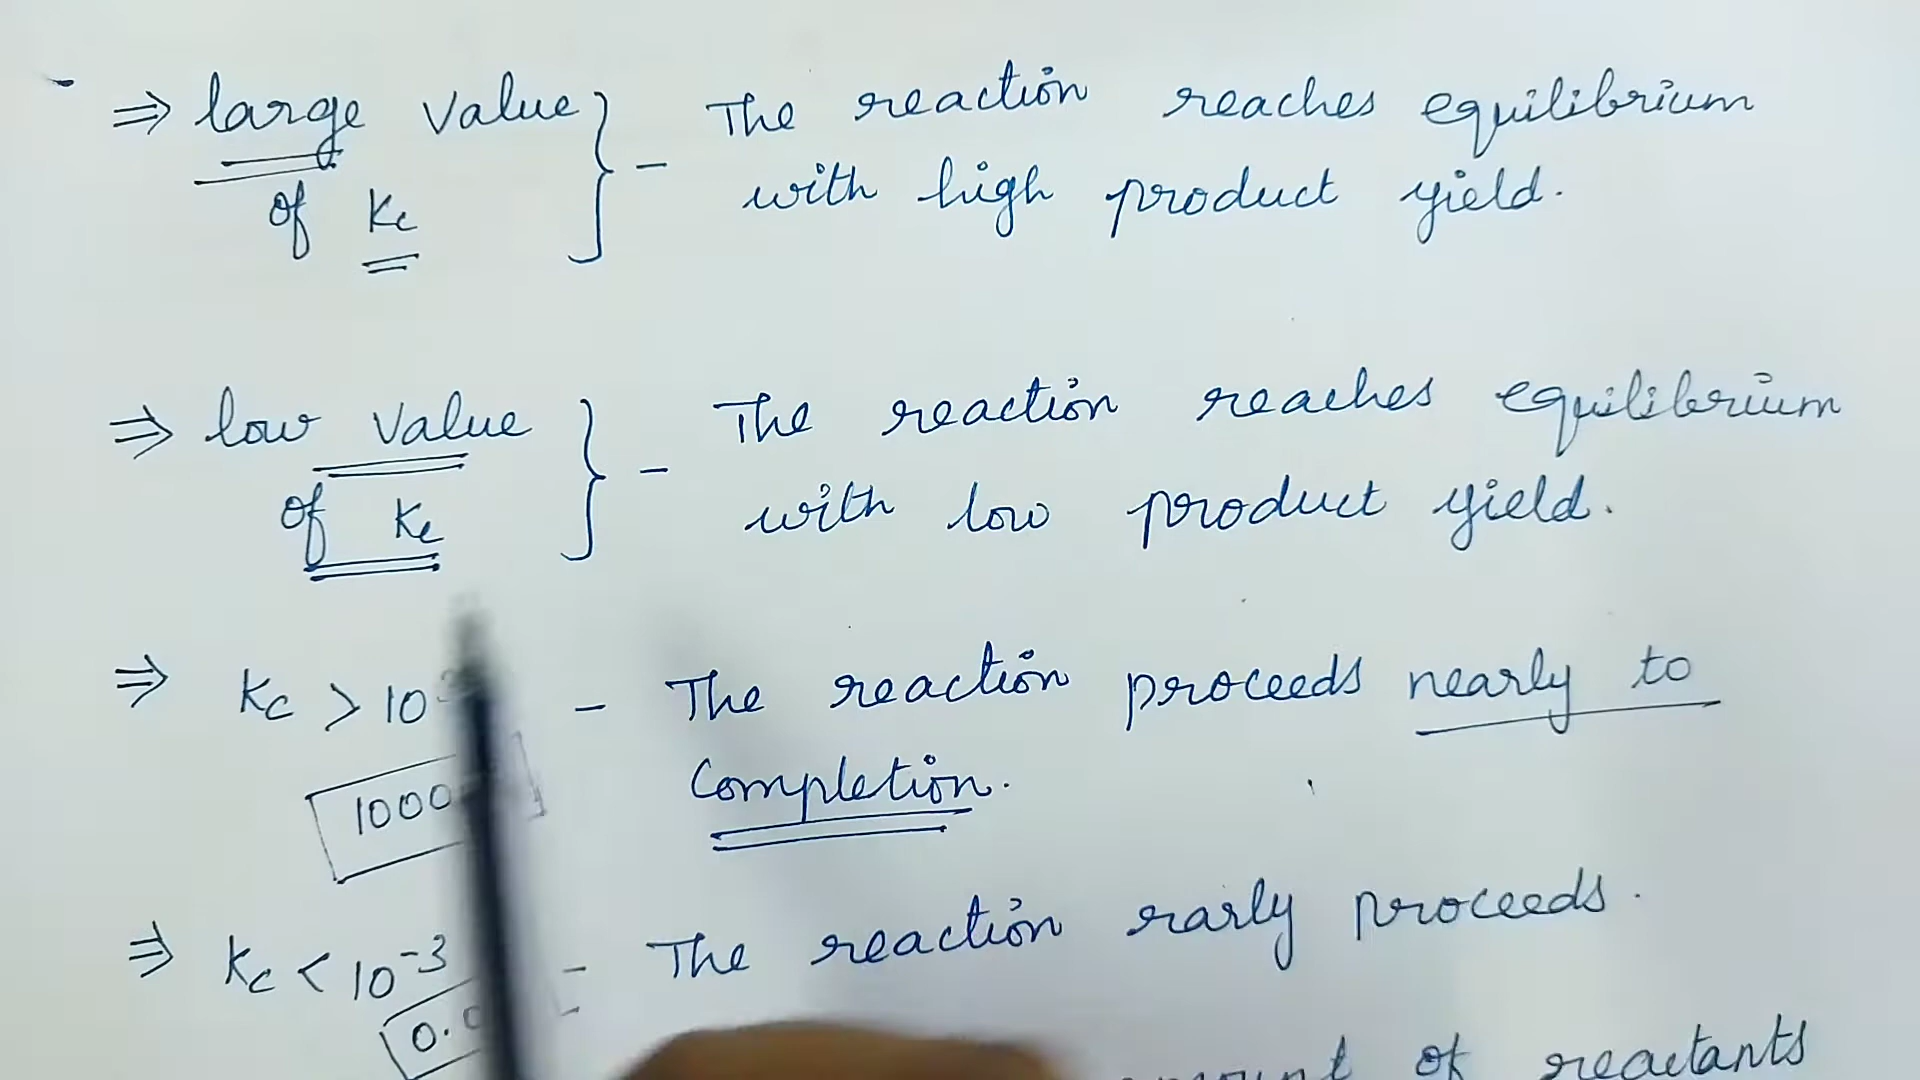 ⇒ large value } - The reaction reaches equilibrium
of Kc with high product yield.
⇒ low value } - The reaction reaches equilibrium
of Kc with low product yield.
⇒ Kc > 10³ - The reaction proceeds nearly to
1000 completion.
⇒ Kc < 10⁻³ - The reaction rarly proceeds.
of reactants